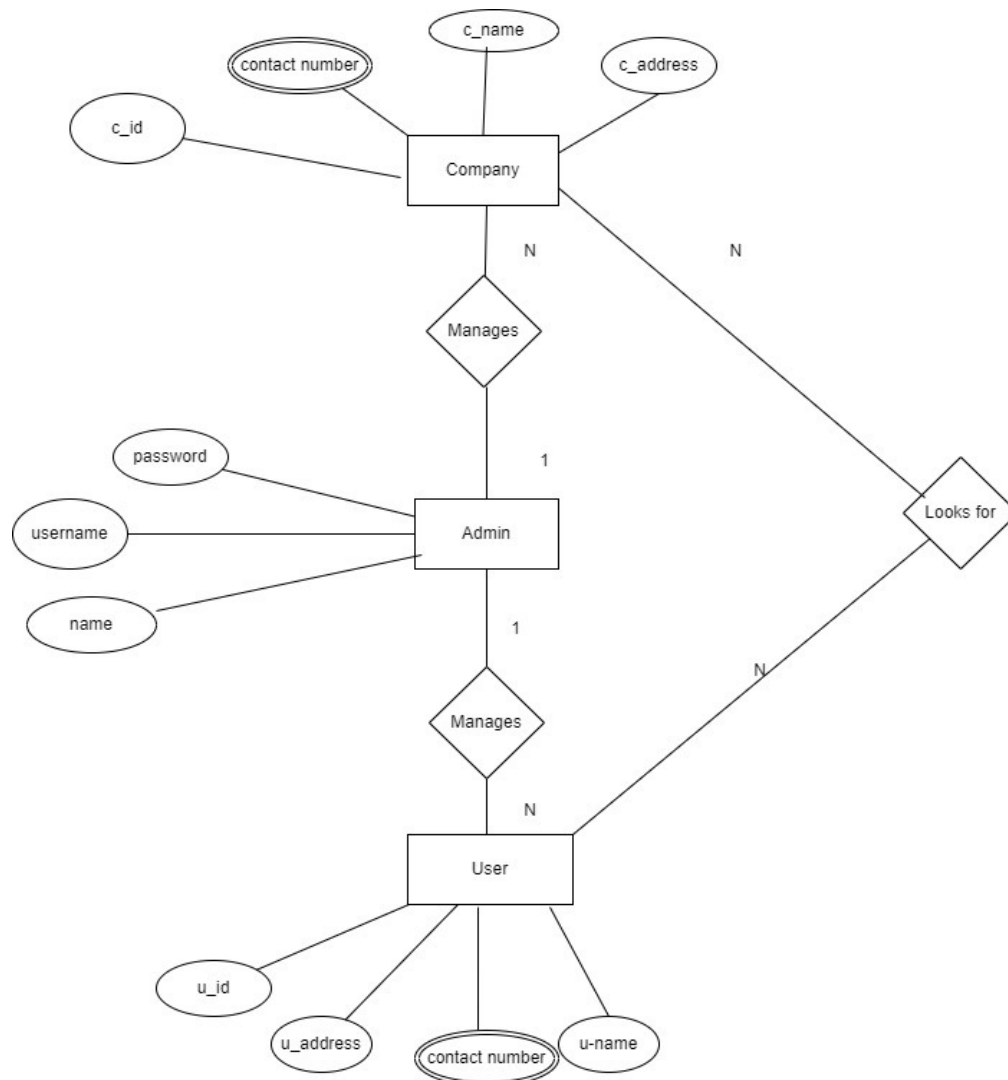 c_name
contact number
c_address
c_id
Company
N
N
Manages
password
1
username
Admin
Looks for
name
1
N
Manages
N
User
u_id
u_address
contact number
u-name